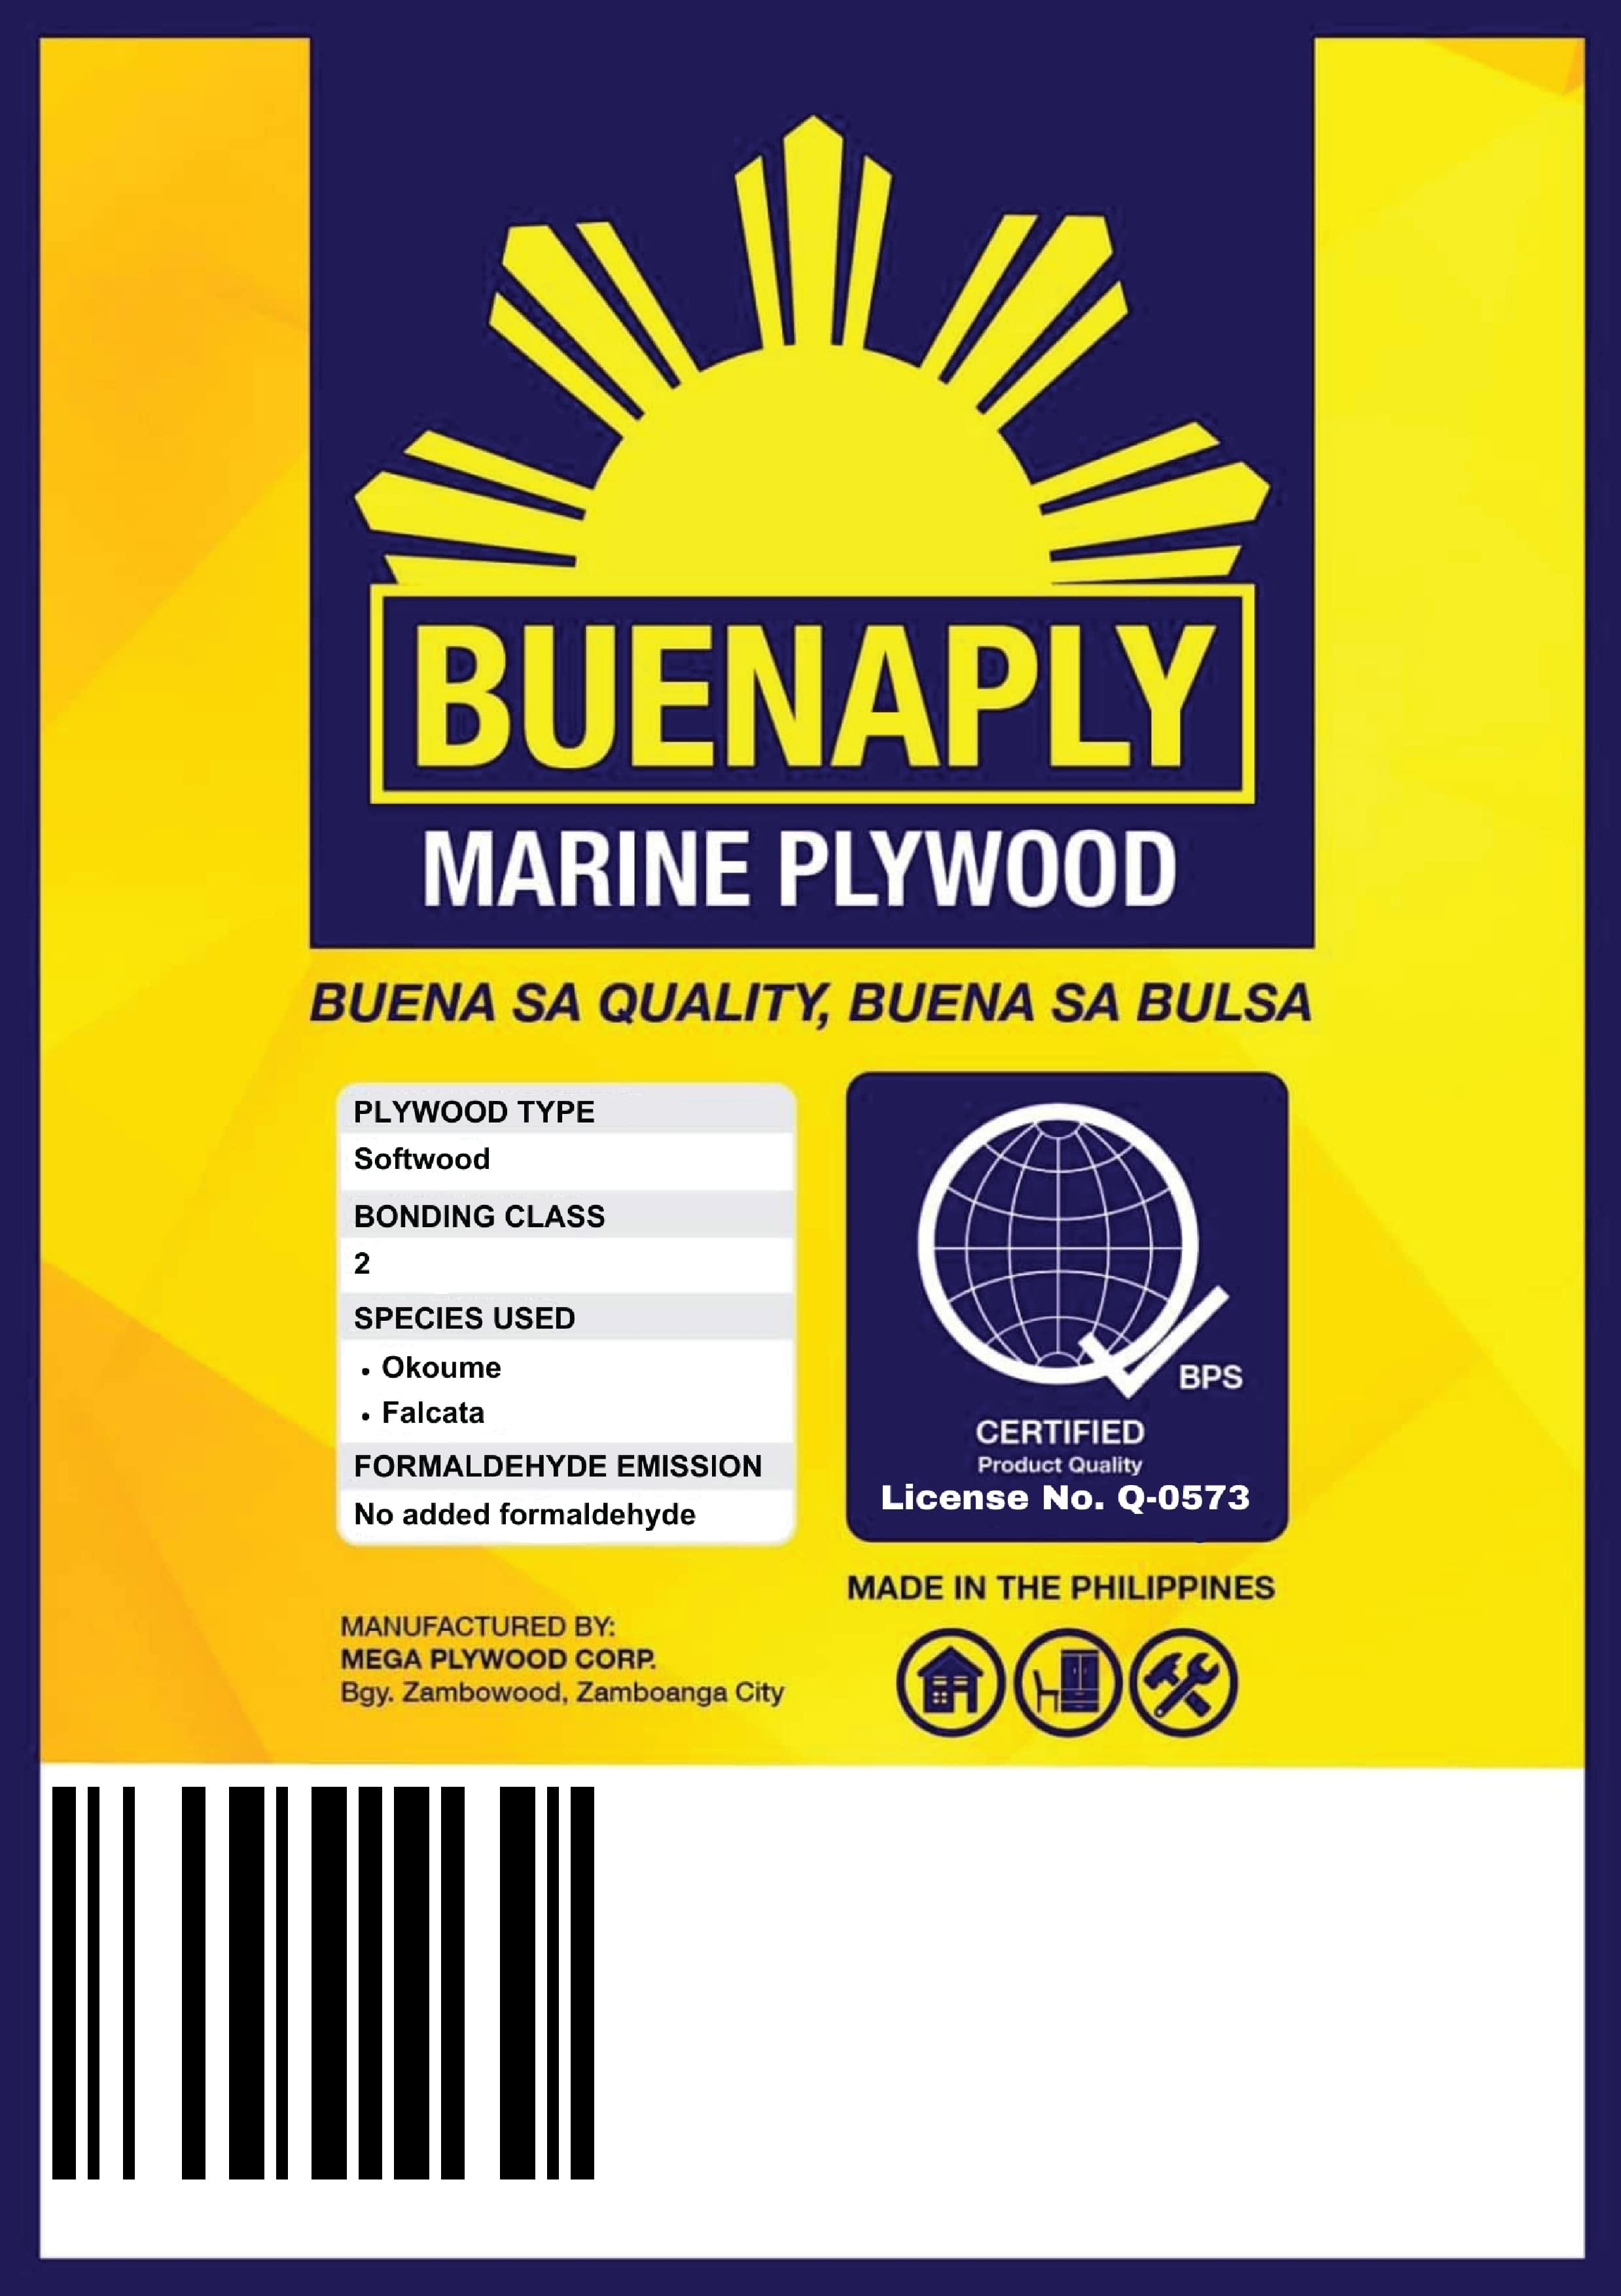 BUENAPLY
MARINE PLYWOOD
BUENA SA QUALITY, BUENA SA BULSA
PLYWOOD TYPE
Softwood
BONDING CLASS
2
SPECIES USED
• Okoume
• Falcata
FORMALDEHYDE EMISSION
No added formaldehyde
BPS
CERTIFIED
Product Quality
License No. Q-0573
MADE IN THE PHILIPPINES
MANUFACTURED BY:
MEGA PLYWOOD CORP.
Bgy. Zambowood, Zamboanga City